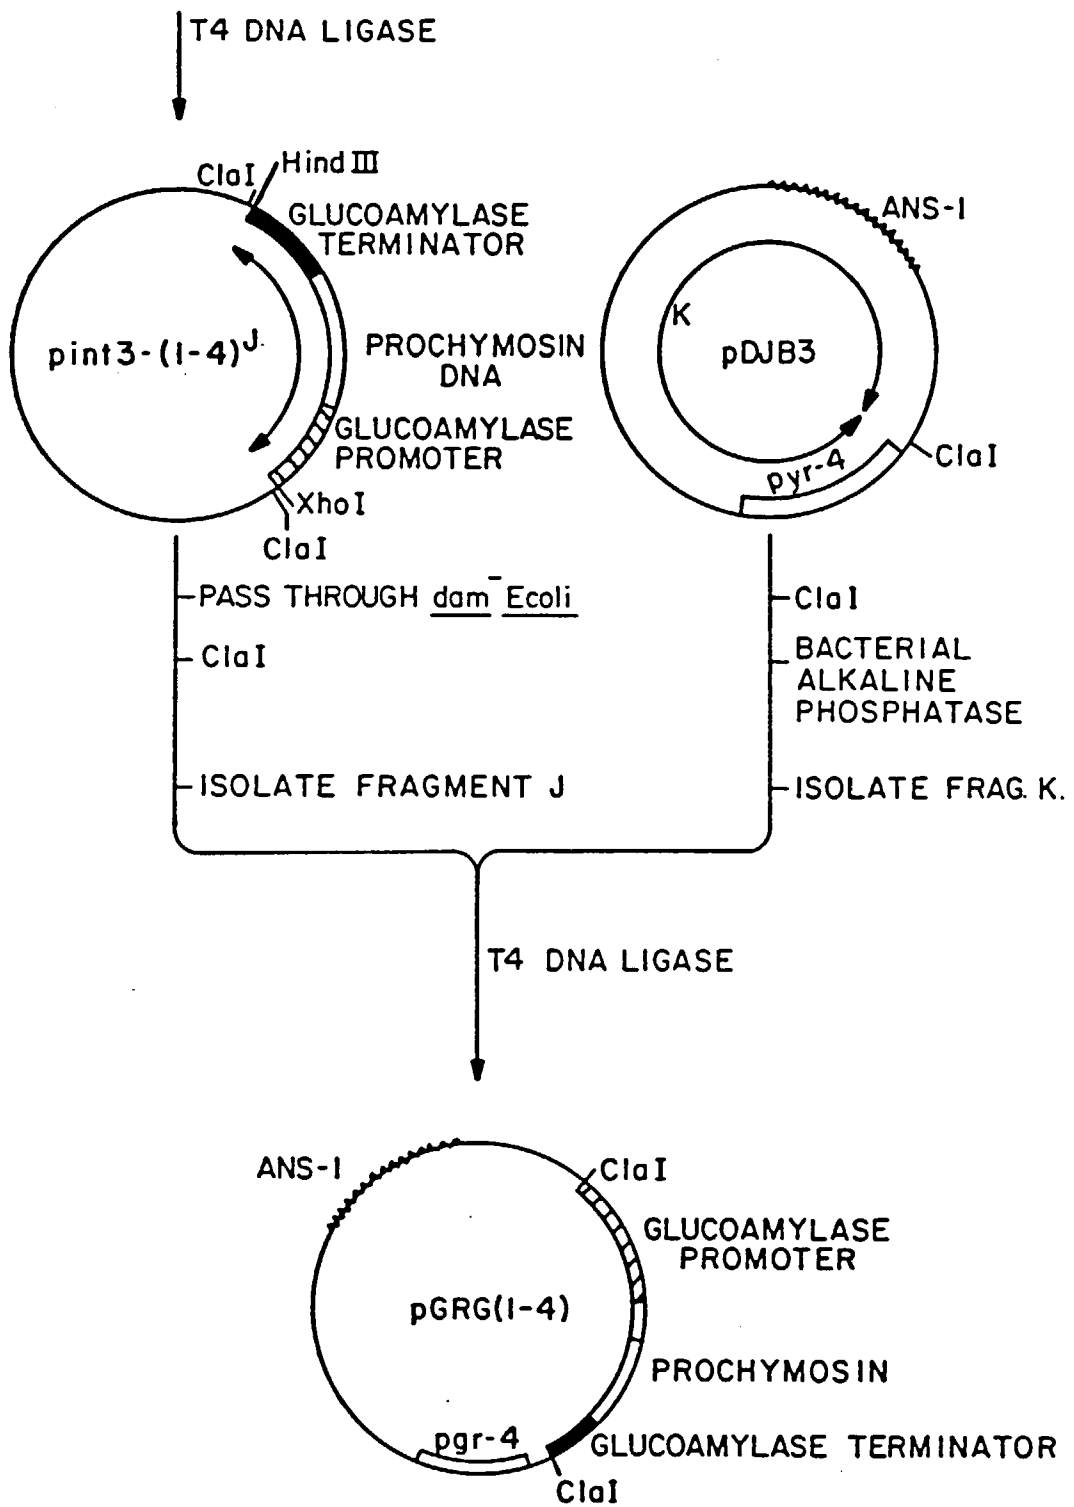 T4 DNA LIGASE
ClaI
Hind III
GLUCOAMYLASE
TERMINATOR
pint3-(1-4)
J
PROCHYMOSIN
DNA
GLUCOAMYLASE
PROMOTER
XhoI
ClaI
ANS-1
K
pDJB3
pyr-4
ClaI
PASS THROUGH dam⁻ Ecoli
ClaI
ISOLATE FRAGMENT J
ClaI
BACTERIAL
ALKALINE
PHOSPHATASE
ISOLATE FRAG. K.
T4 DNA LIGASE
ANS-1
ClaI
GLUCOAMYLASE
PROMOTER
pGRG(1-4)
PROCHYMOSIN
pgr-4
GLUCOAMYLASE TERMINATOR
ClaI